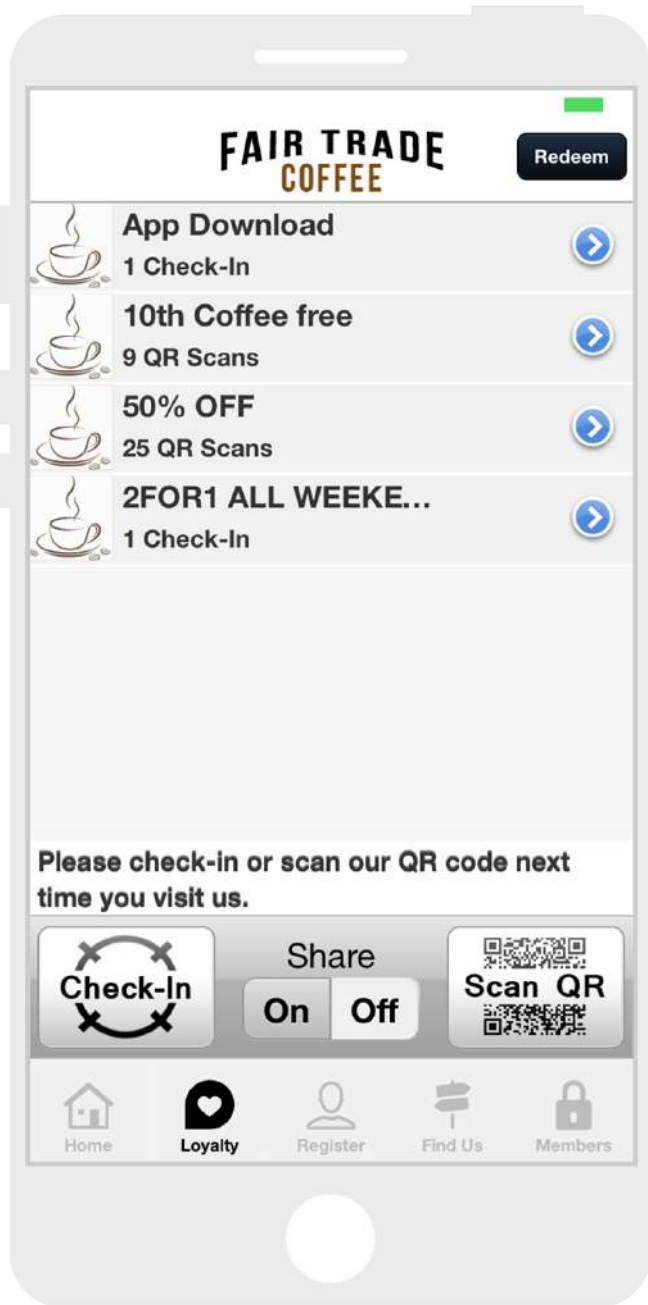 FAIR TRADE
COFFEE
Redeem
App Download
1 Check-In
10th Coffee free
9 QR Scans
50% OFF
25 QR Scans
2FOR1 ALL WEEKE...
1 Check-In
Please check-in or scan our QR code next
time you visit us.
Check-In
Share
On Off
Scan QR
Home Loyalty Register Find Us Members